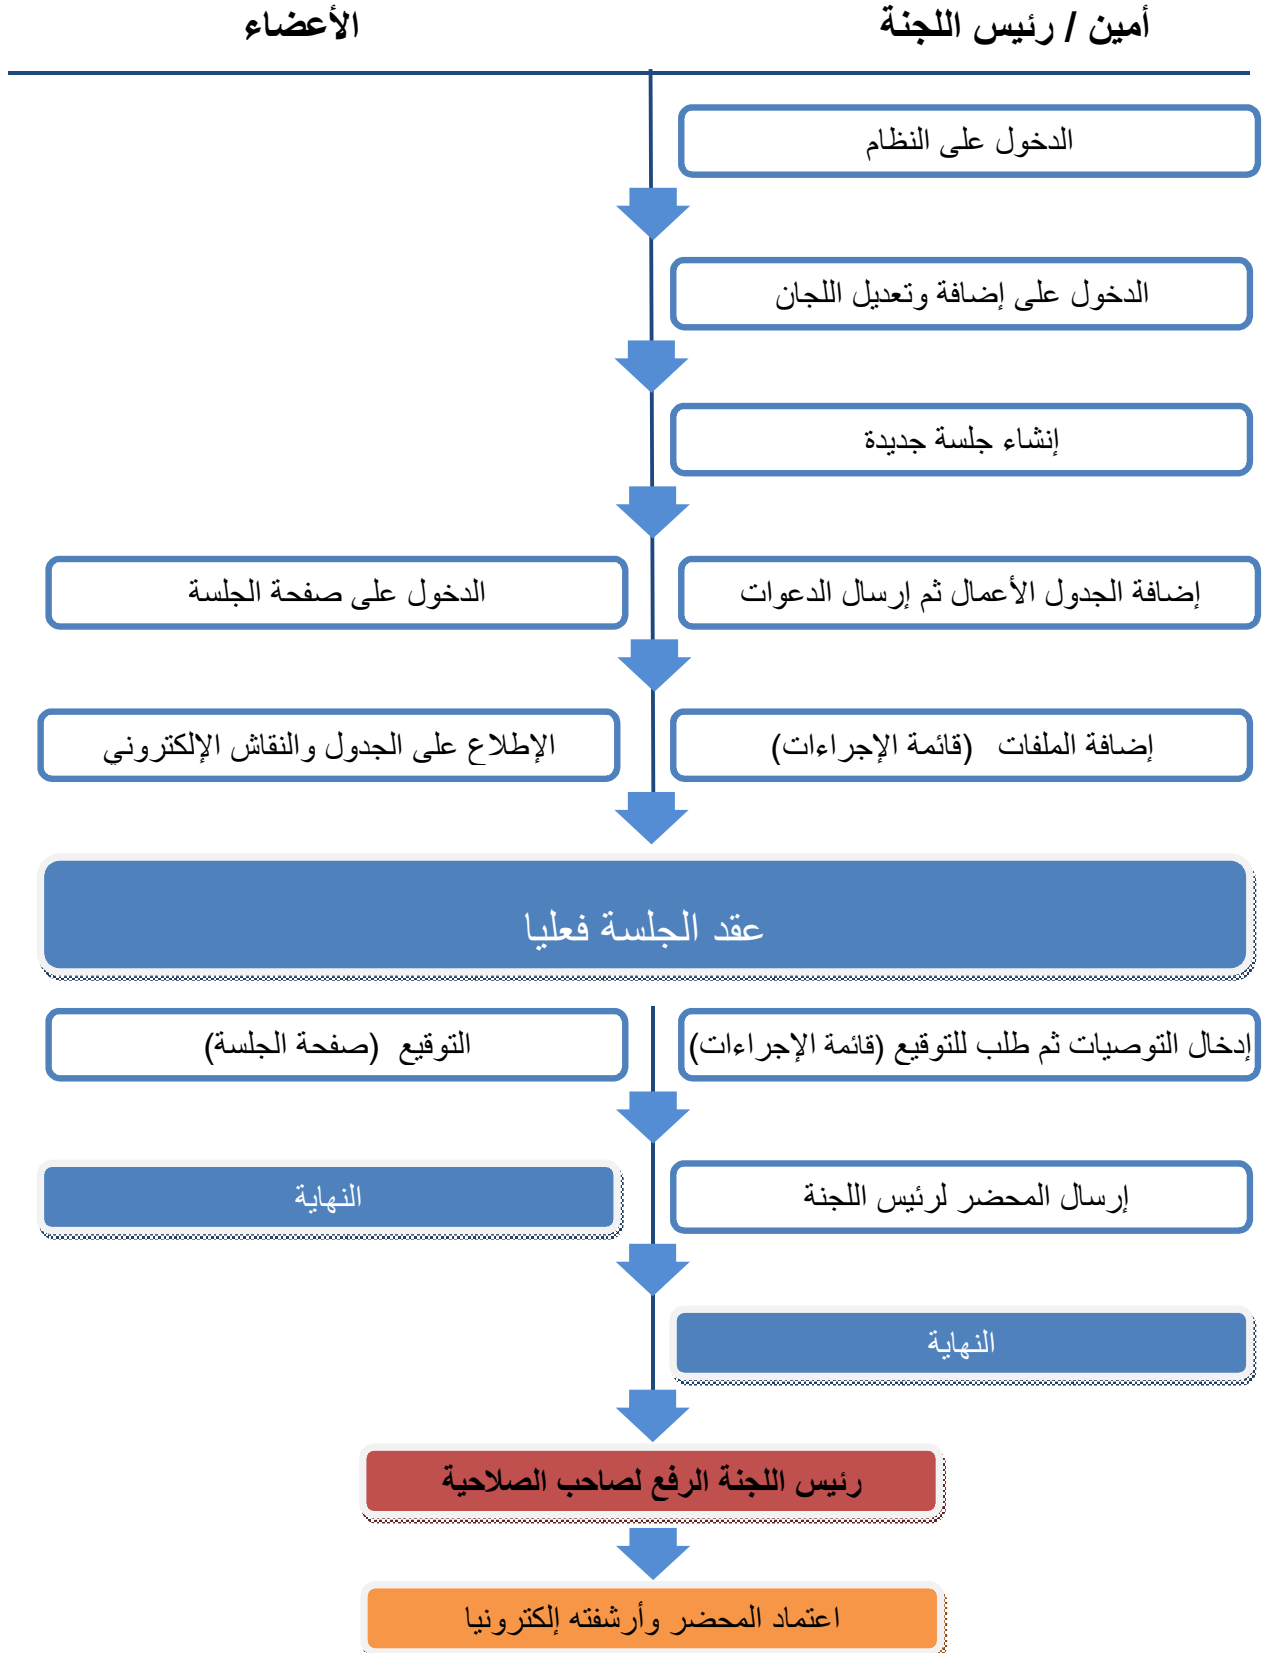 أمين / رئيس اللجنة
الأعضاء
الدخول على النظام
الدخول على إضافة وتعديل اللجان
إنشاء جلسة جديدة
إضافة الجدول الأعمال ثم إرسال الدعوات
الدخول على صفحة الجلسة
إضافة الملفات (قائمة الإجراءات)
الإطلاع على الجدول والنقاش الإلكتروني
عقد الجلسة فعليا
إدخال التوصيات ثم طلب للتوقيع (قائمة الإجراءات)
التوقيع (صفحة الجلسة)
إرسال المحضر لرئيس اللجنة
النهاية
النهاية
رئيس اللجنة الرفع لصاحب الصلاحية
اعتماد المحضر وأرشفته إلكترونيا